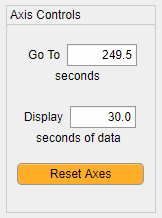 Axis Controls
Go To 249.5
seconds
Display 30.0
seconds of data
Reset Axes